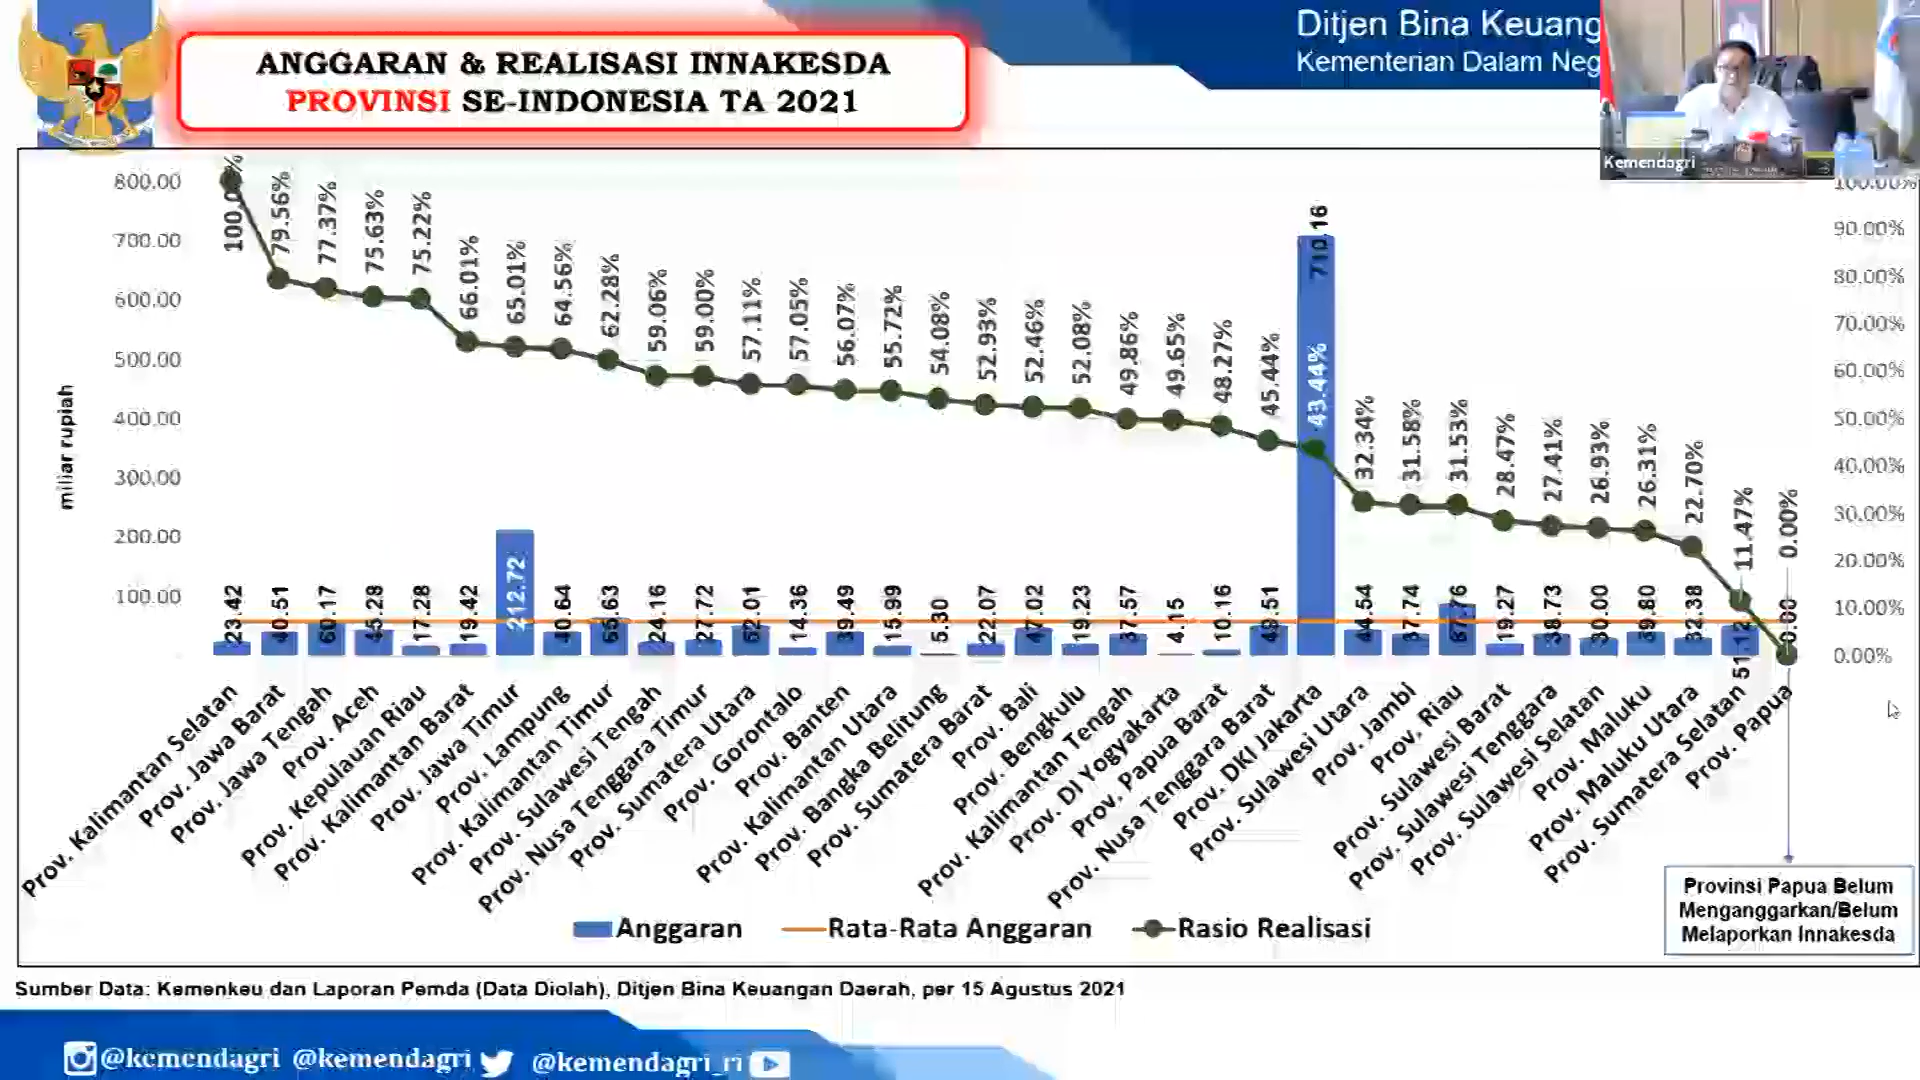 ANGGARAN & REALISASI INNAKESDA
PROVINSI SE-INDONESIA TA 2021
Ditjen Bina Keuang
Kementerian Dalam Neg
Kemendagri
miliar rupiah
800.00
700.00
600.00
500.00
400.00
300.00
200.00
100.00
-
100.00%
90.00%
80.00%
70.00%
60.00%
50.00%
40.00%
30.00%
20.00%
10.00%
0.00%
79.56%
77.37%
75.63%
75.22%
66.01%
65.01%
64.56%
62.28%
59.06%
59.00%
57.11%
57.05%
56.07%
55.72%
54.08%
52.93%
52.46%
52.08%
49.86%
49.65%
48.27%
45.44%
43.44%
32.34%
31.58%
31.53%
28.47%
27.41%
26.93%
26.31%
22.70%
11.47%
0.00%
23.42
40.51
60.17
45.28
17.28
19.42
212.72
40.64
24.16
27.72
14.36
39.49
15.99
5.30
22.07
47.02
19.23
37.57
4.15
10.16
710.16
44.54
37.74
87.76
19.27
38.73
30.00
32.38
51.12
0.00
Prov. Kalimantan Selatan
Prov. Jawa Barat
Prov. Jawa Tengah
Prov. Aceh
Prov. Kepulauan Riau
Prov. Kalimantan Barat
Prov. Jawa Timur
Prov. Lampung
Prov. Kalimantan Timur
Prov. Sulawesi Tengah
Prov. Nusa Tenggara Timur
Prov. Sumatera Utara
Prov. Gorontalo
Prov. Banten
Prov. Kalimantan Utara
Prov. Bangka Belitung
Prov. Sumatera Barat
Prov. Bali
Prov. Bengkulu
Prov. Kalimantan Tengah
Prov. DI Yogyakarta
Prov. Papua Barat
Prov. Nusa Tenggara Barat
Prov. DKI Jakarta
Prov. Sulawesi Utara
Prov. Jambi
Prov. Riau
Prov. Sulawesi Barat
Prov. Sulawesi Tenggara
Prov. Sulawesi Selatan
Prov. Maluku
Prov. Maluku Utara
Prov. Sumatera Selatan
Prov. Papua
Anggaran
Rata-Rata Anggaran
Rasio Realisasi
Provinsi Papua Belum
Menganggarkan/Belum
Melaporkan Innakesda
Sumber Data: Kemenkeu dan Laporan Pemda (Data Diolah), Ditjen Bina Keuangan Daerah, per 15 Agustus 2021
@kemendagri @kemendagri @kemendagri_ri